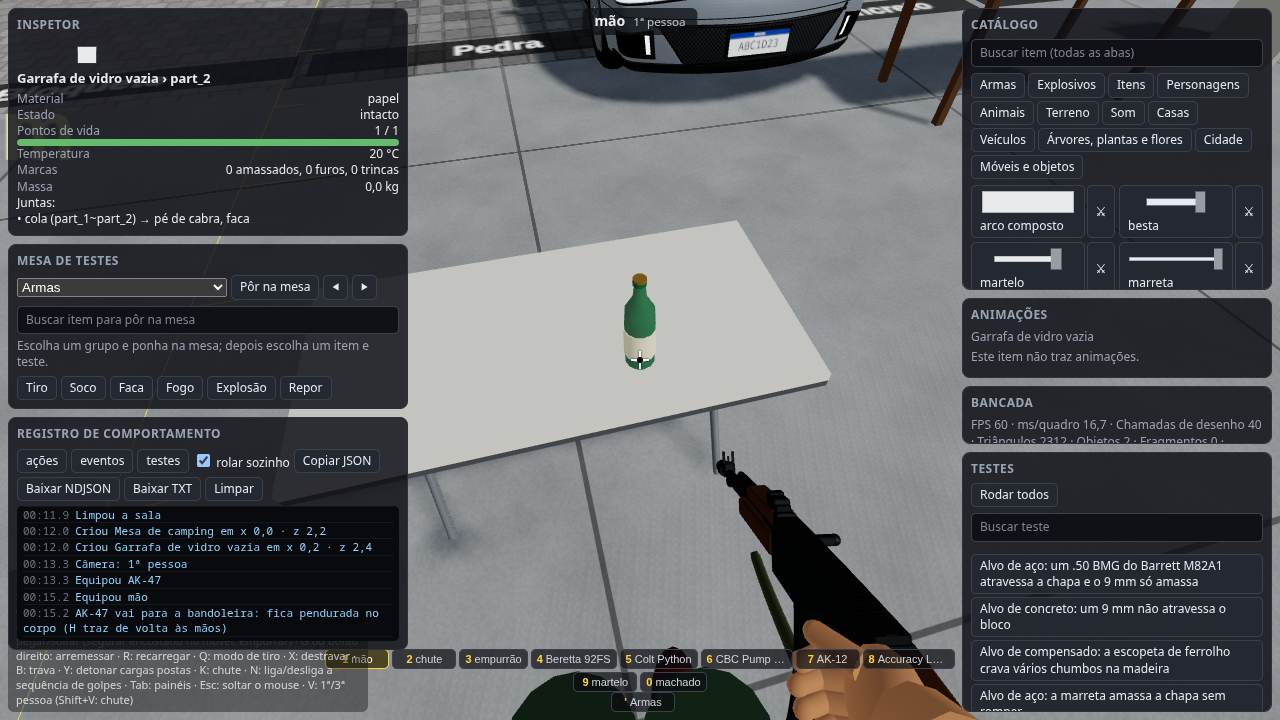 INSPETOR
Garrafa de vidro vazia › part_2
Material papel
Estado intacto
Pontos de vida 1 / 1
Temperatura 20 °C
Marcas 0 amassados, 0 furos, 0 trincas
Massa 0,0 kg
Juntas:
• cola (part_1~part_2) → pé de cabra, faca
MESA DE TESTES
Armas Pôr na mesa ◄ ►
Buscar item para pôr na mesa
Escolha um grupo e ponha na mesa; depois escolha um item e
teste.
Tiro Soco Faca Fogo Explosão Repor
REGISTRO DE COMPORTAMENTO
ações eventos testes rolar sozinho Copiar JSON
Baixar NDJSON Baixar TXT Limpar
00:11.9 Limpou a sala
00:12.0 Criou Mesa de camping em x 0,0 · z 2,2
00:12.0 Criou Garrafa de vidro vazia em x 0,2 · z 2,4
00:13.3 Câmera: 1ª pessoa
00:13.3 Equipou AK-47
00:15.2 Equipou mão
00:15.2 AK-47 vai para a bandoleira: fica pendurada no
corpo (H traz de volta às mãos)
direito: arremessar · R: recarregar · Q: modo de tiro · X: destravar
B: trava · Y: detonar cargas postas · K: chute · N: liga/desliga a
sequência de golpes · Tab: painéis · Esc: soltar o mouse · V: 1ª/3ª
pessoa (Shift+V: chute)
mão 1ª pessoa
Pedra
ABC1D23
mão 2 chute 3 empurrão 4 Beretta 92FS 5 Colt Python 6 CBC Pump ... 7 AK-12 8 Accuracy L...
9 martelo 0 machado
' Armas
CATÁLOGO
Buscar item (todas as abas)
Armas Explosivos Itens Personagens
Animais Terreno Som Casas
Veículos Árvores, plantas e flores Cidade
Móveis e objetos
arco composto ⚔ besta ⚔
martelo ⚔ marreta ⚔
ANIMAÇÕES
Garrafa de vidro vazia
Este item não traz animações.
BANCADA
FPS 60 · ms/quadro 16,7 · Chamadas de desenho 40
· Triângulos 2312 · Objetos 2 · Fragmentos 0 ·
TESTES
Rodar todos
Buscar teste
Alvo de aço: um .50 BMG do Barrett M82A1
atravessa a chapa e o 9 mm só amassa
Alvo de concreto: um 9 mm não atravessa o
bloco
Alvo de compensado: a escopeta de ferrolho
crava vários chumbos na madeira
Alvo de aço: a marreta amassa a chapa sem
romper